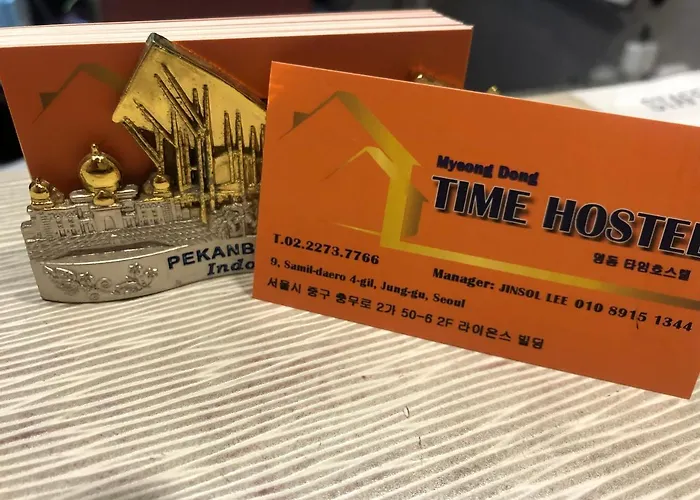 PEKANB
Indo
Myeong Dong
TIME HOSTEL
명동 타임호스텔
T.02.2273.7766
Manager: JINSOL LEE 010 8915 1344
9, Samil-daero 4-gil, Jung-gu, Seoul
서울시 중구 충무로 2가 50-6 2F 라이온스 빌딩